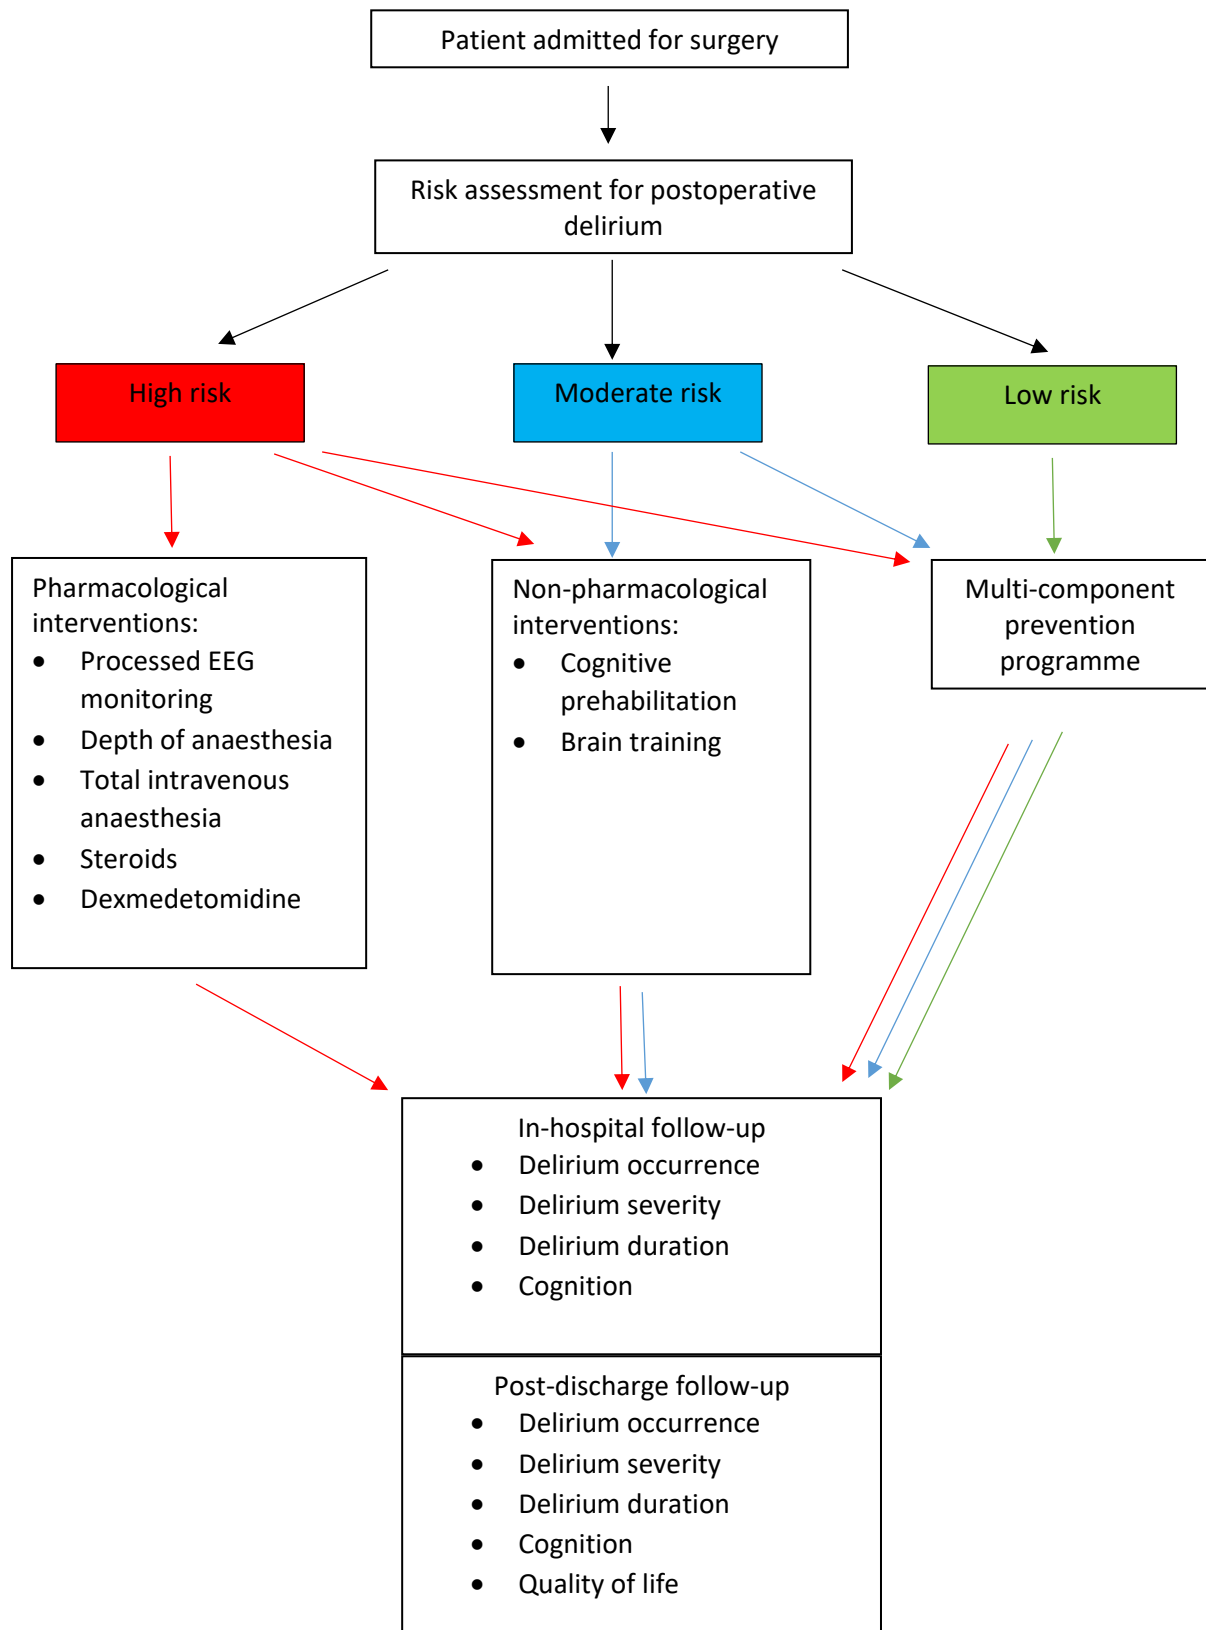 Patient admitted for surgery
Risk assessment for postoperative
delirium
High risk
Moderate risk
Low risk
Pharmacological
interventions:
• Processed EEG
monitoring
• Depth of anaesthesia
• Total intravenous
anaesthesia
• Steroids
• Dexmedetomidine
Non-pharmacological
interventions:
• Cognitive
prehabilitation
• Brain training
Multi-component
prevention
programme
In-hospital follow-up
• Delirium occurrence
• Delirium severity
• Delirium duration
• Cognition
Post-discharge follow-up
• Delirium occurrence
• Delirium severity
• Delirium duration
• Cognition
• Quality of life